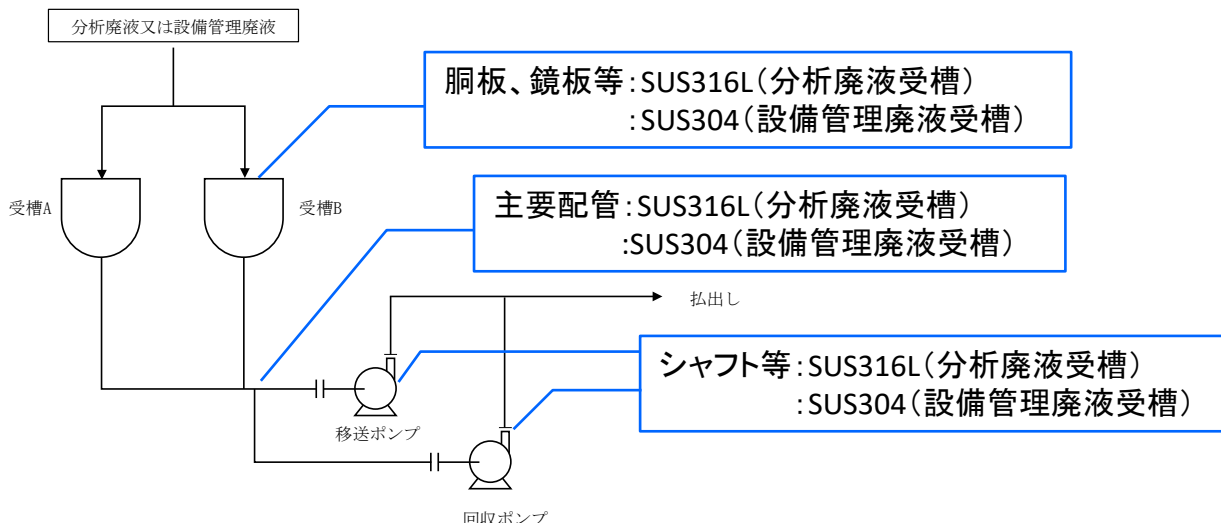 分析廃液又は設備管理廃液
胴板、鏡板等:SUS316L(分析廃液受槽)
:SUS304(設備管理廃液受槽)
受槽A
受槽B
主要配管:SUS316L(分析廃液受槽)
:SUS304(設備管理廃液受槽)
払出し
シャフト等:SUS316L(分析廃液受槽)
:SUS304(設備管理廃液受槽)
移送ポンプ
回収ポンプ